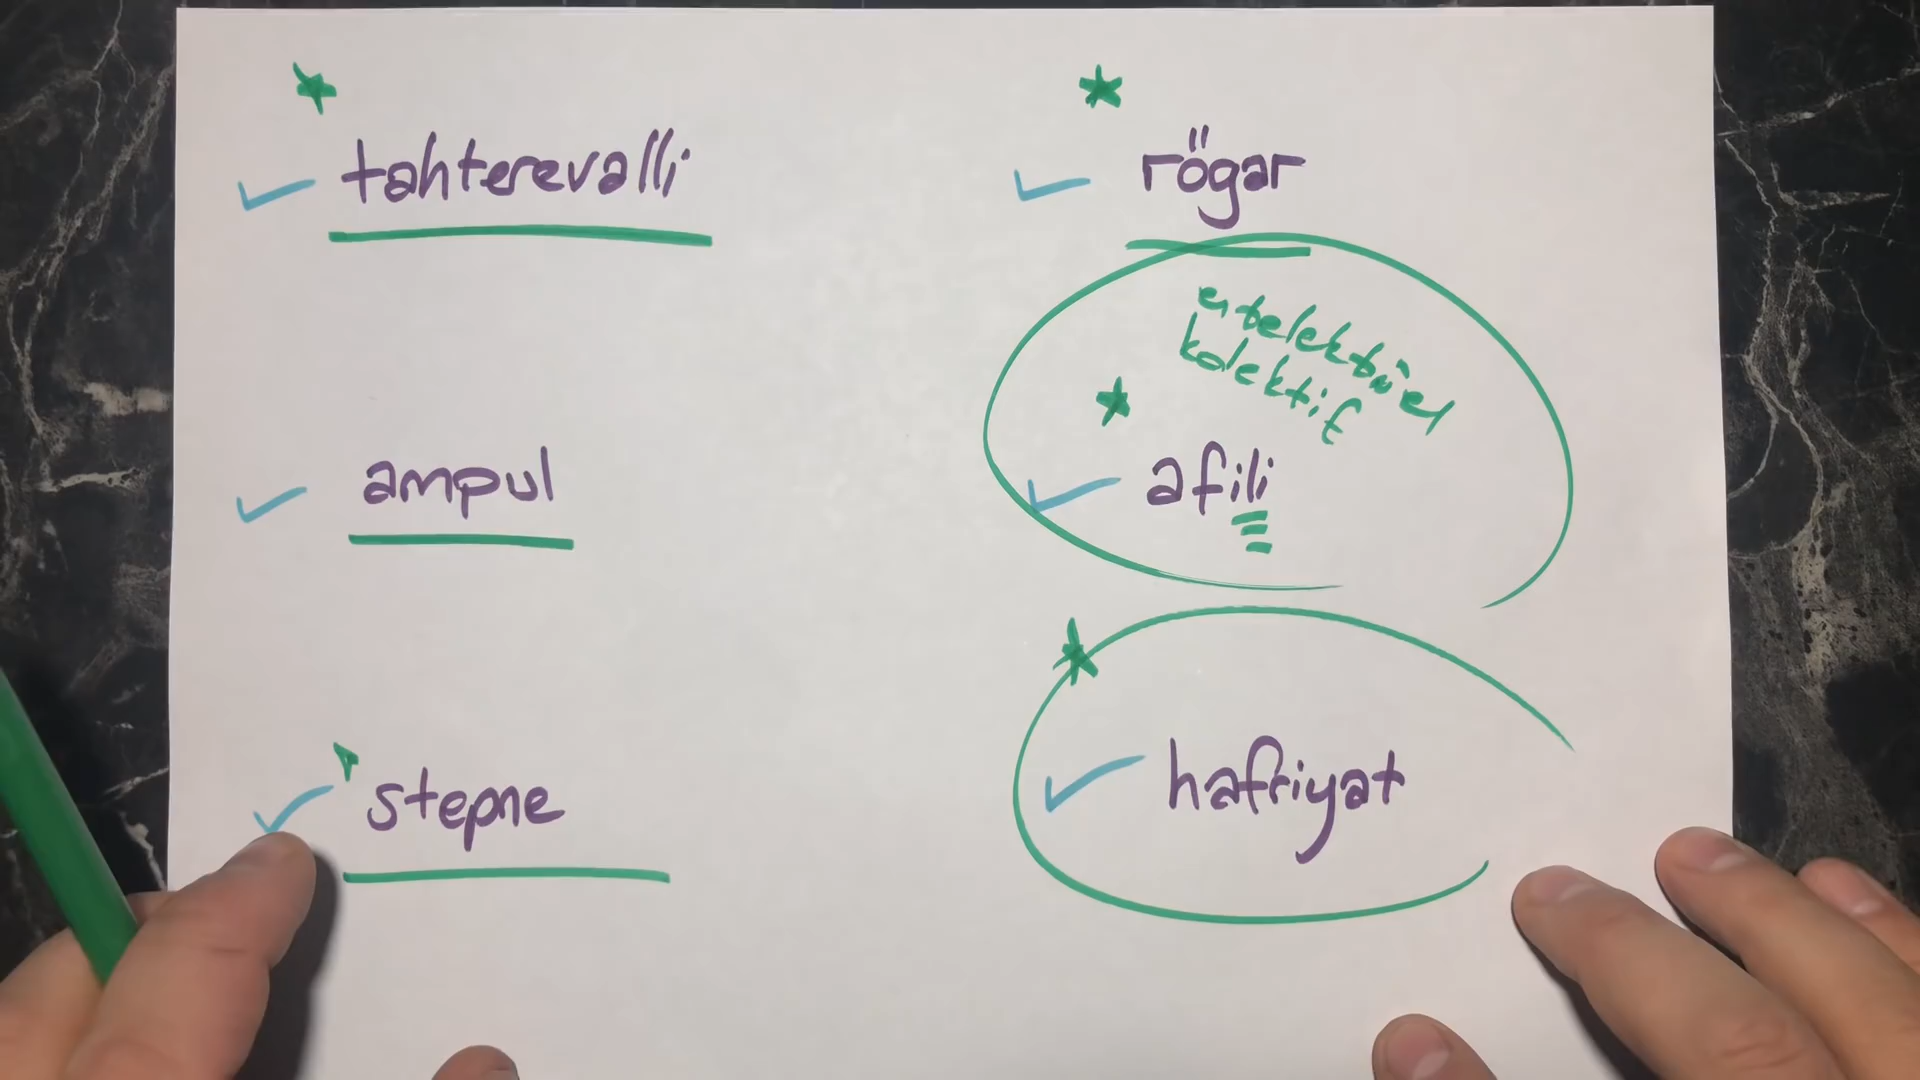 tahterevalli
rögar
entelektüel
kolektif
ampul
afili
stepne
hafriyat